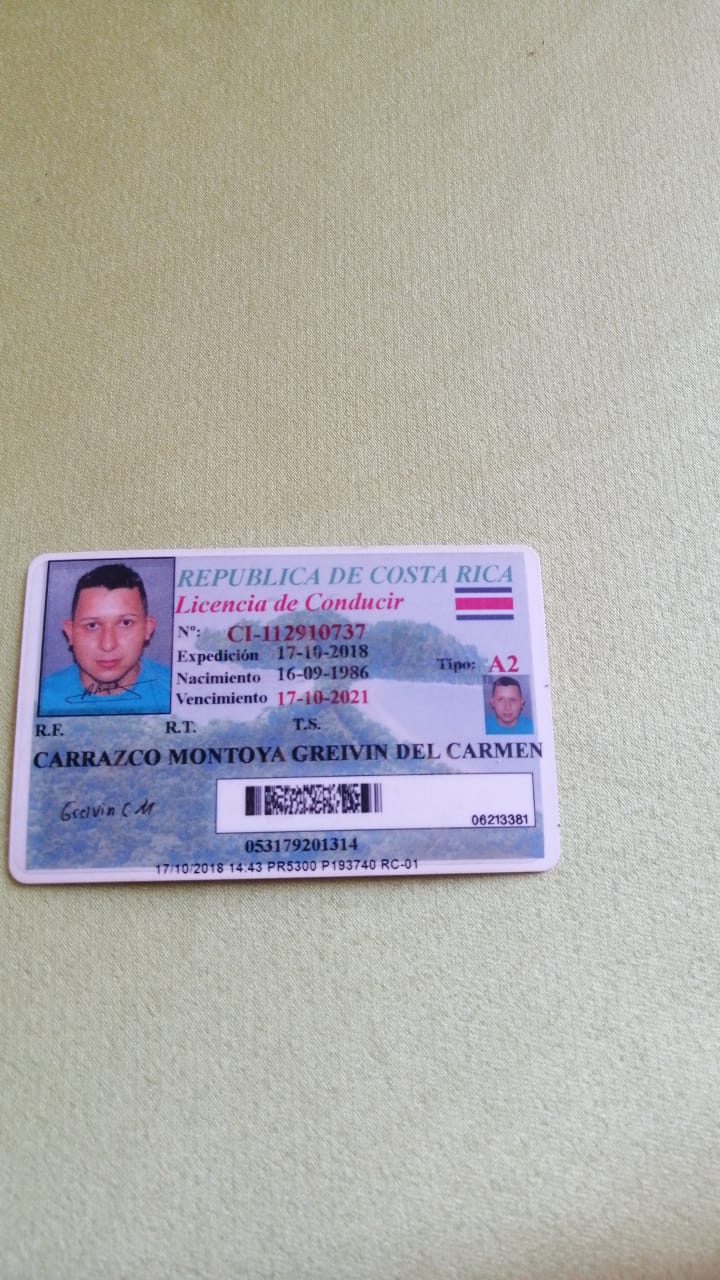 REPUBLICA DE COSTA RICA
Licencia de Conducir
Nº: CI-112910737
Expedición 17-10-2018
Nacimiento 16-09-1986 Tipo: A2
Vencimiento 17-10-2021
R.F. R.T. T.S.
CARRAZCO MONTOYA GREIVIN DEL CARMEN
Greivin C M
06213381
053179201314
17/10/2018 14:43 PR5300 P193740 RC-01